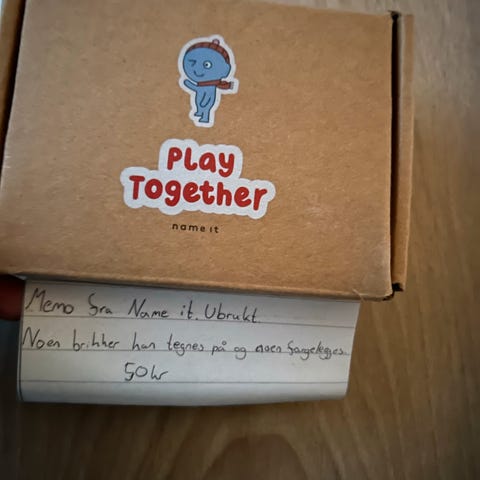 Play
Together
name it
Memo fra Name it. Ubrukt.
Noen brikker kan tegnes på og noen fargelegges.
50kr